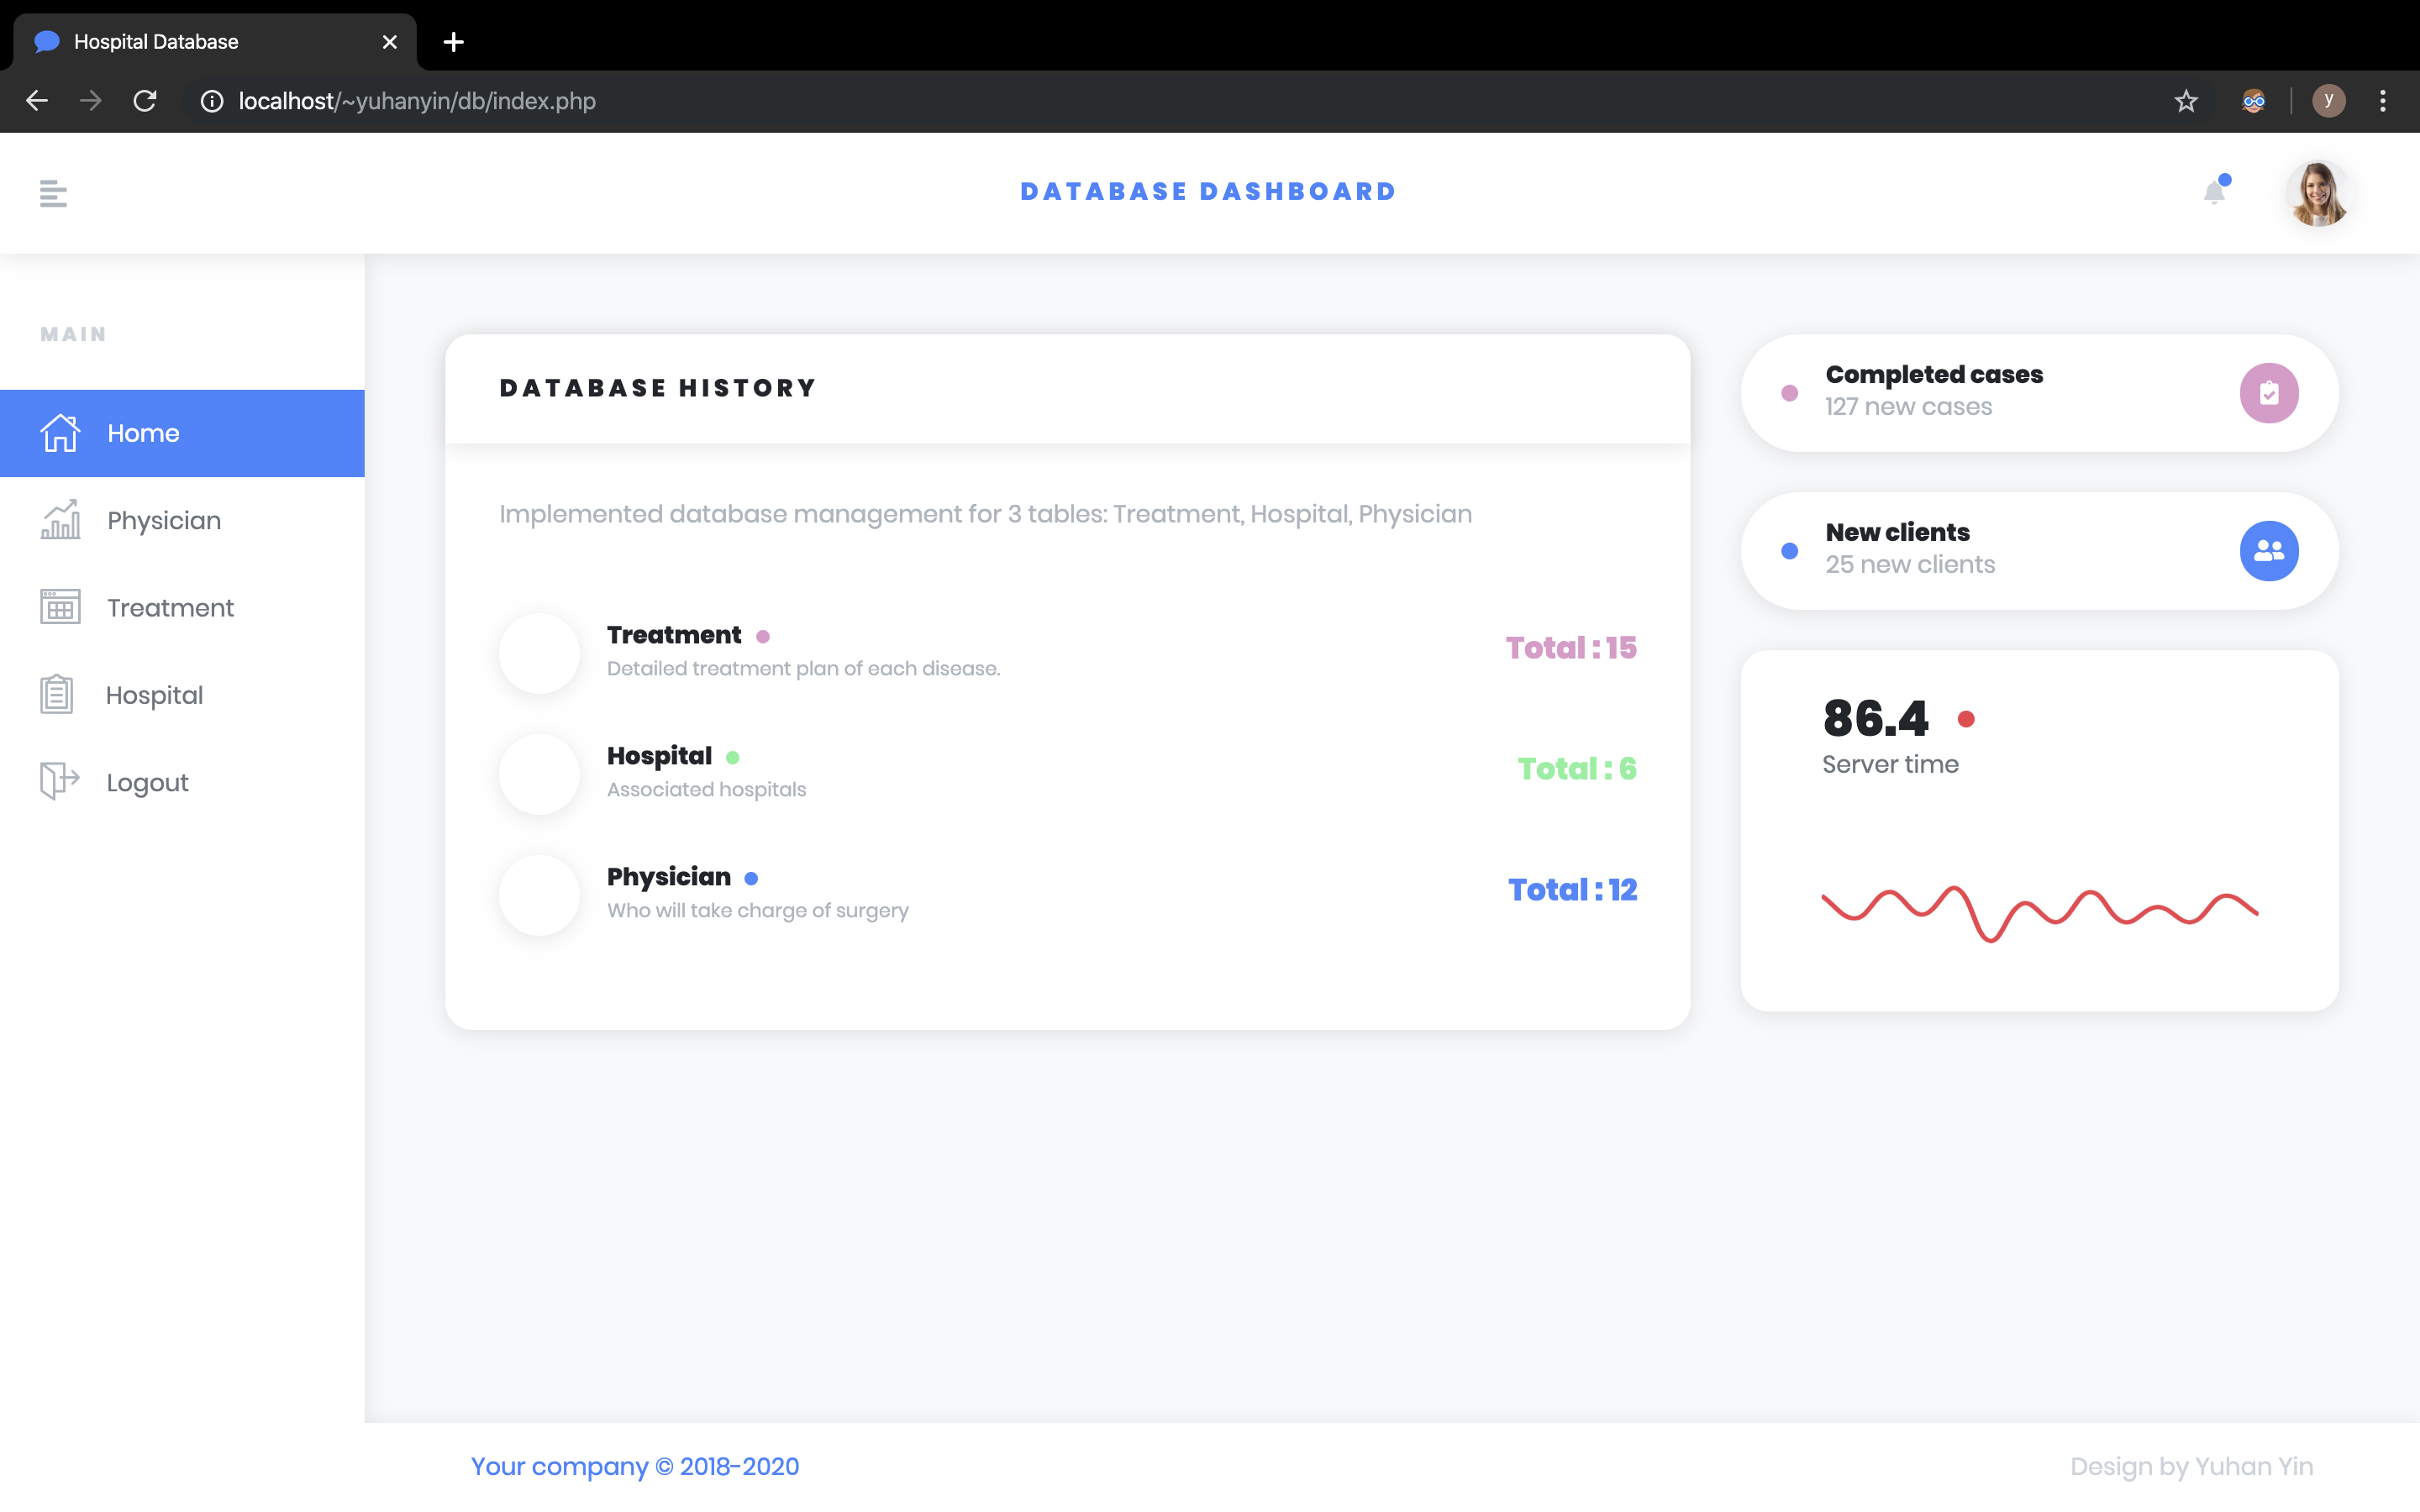 Hospital Database
localhost/~yuhanyin/db/index.php
y
DATABASE DASHBOARD
MAIN
Home
Physician
Treatment
Hospital
Logout
DATABASE HISTORY
Implemented database management for 3 tables: Treatment, Hospital, Physician
Treatment
Detailed treatment plan of each disease.
Total : 15
Hospital
Associated hospitals
Total : 6
Physician
Who will take charge of surgery
Total : 12
Completed cases
127 new cases
New clients
25 new clients
86.4
Server time
Your company © 2018-2020
Design by Yuhan Yin